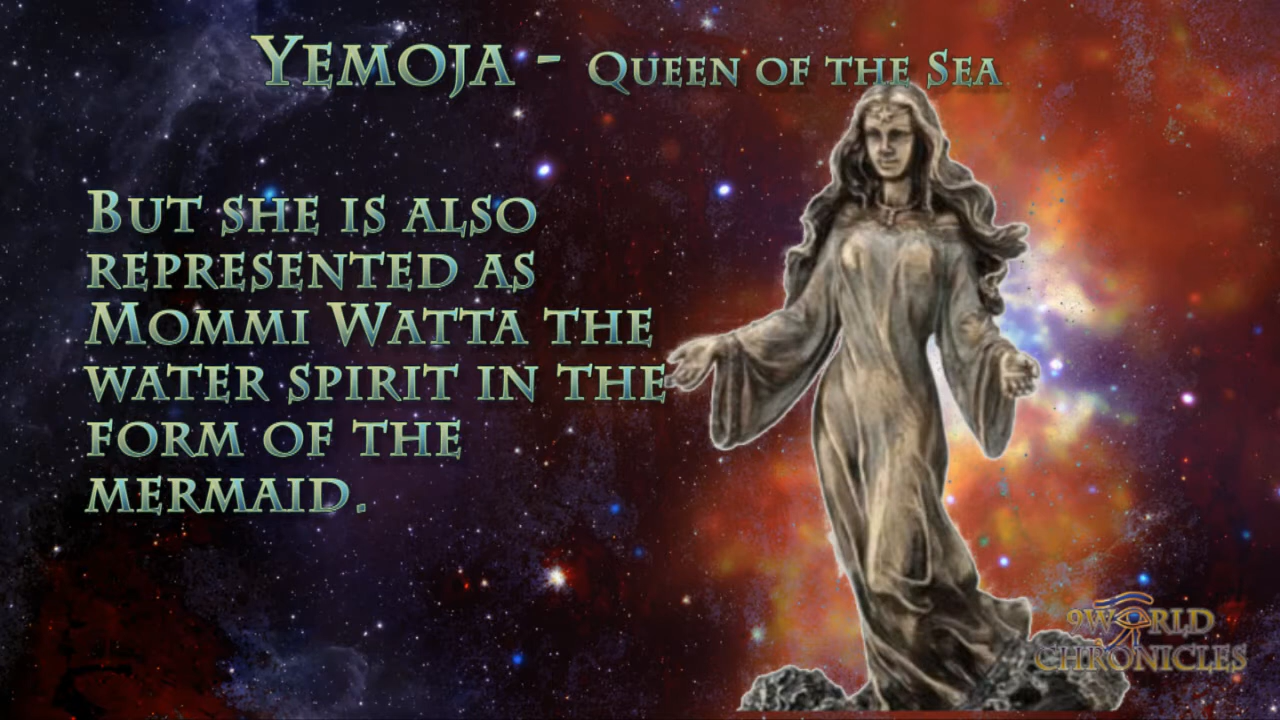 Yemoja - Queen of the Sea
But she is also
represented as
Mommi Watta the
water spirit in the
form of the
mermaid.
9World
Chronicles